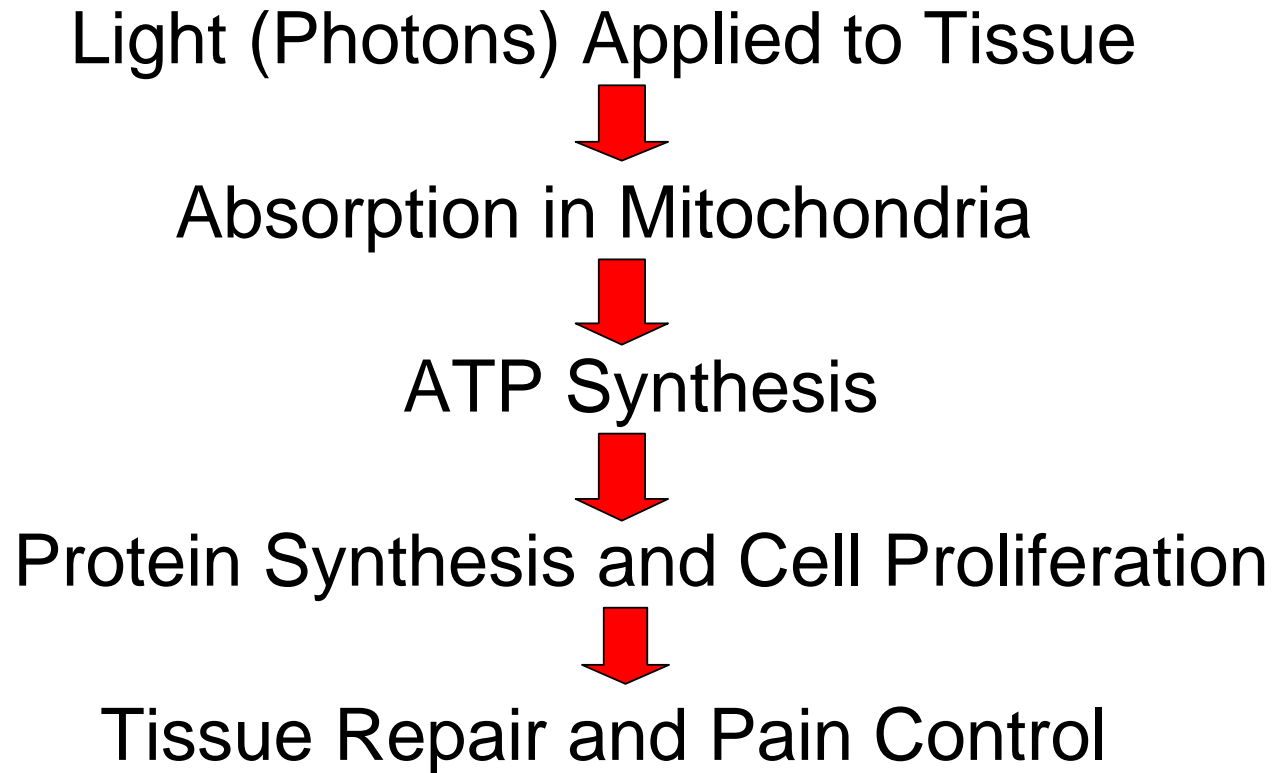 Light (Photons) Applied to Tissue
Absorption in Mitochondria
ATP Synthesis
Protein Synthesis and Cell Proliferation
Tissue Repair and Pain Control